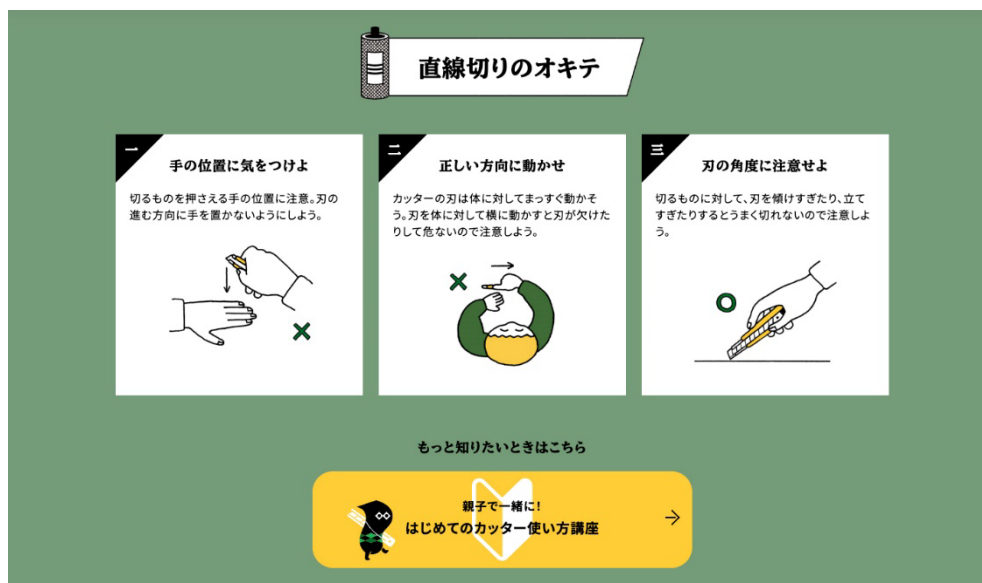 直線切りのオキテ
一
手の位置に気をつけよ
切るものを押さえる手の位置に注意。刃の
進む方向に手を置かないようにしよう。
二
正しい方向に動かせ
カッターの刃は体に対してまっすぐ動かそ
う。刃を体に対して横に動かすと刃が欠けた
りして危ないので注意しよう。
三
刃の角度に注意せよ
切るものに対して、刃を傾けすぎたり、立て
すぎたりするとうまく切れないので注意しよ
う。
もっと知りたいときはこちら
親子で一緒に!
はじめてのカッター使い方講座